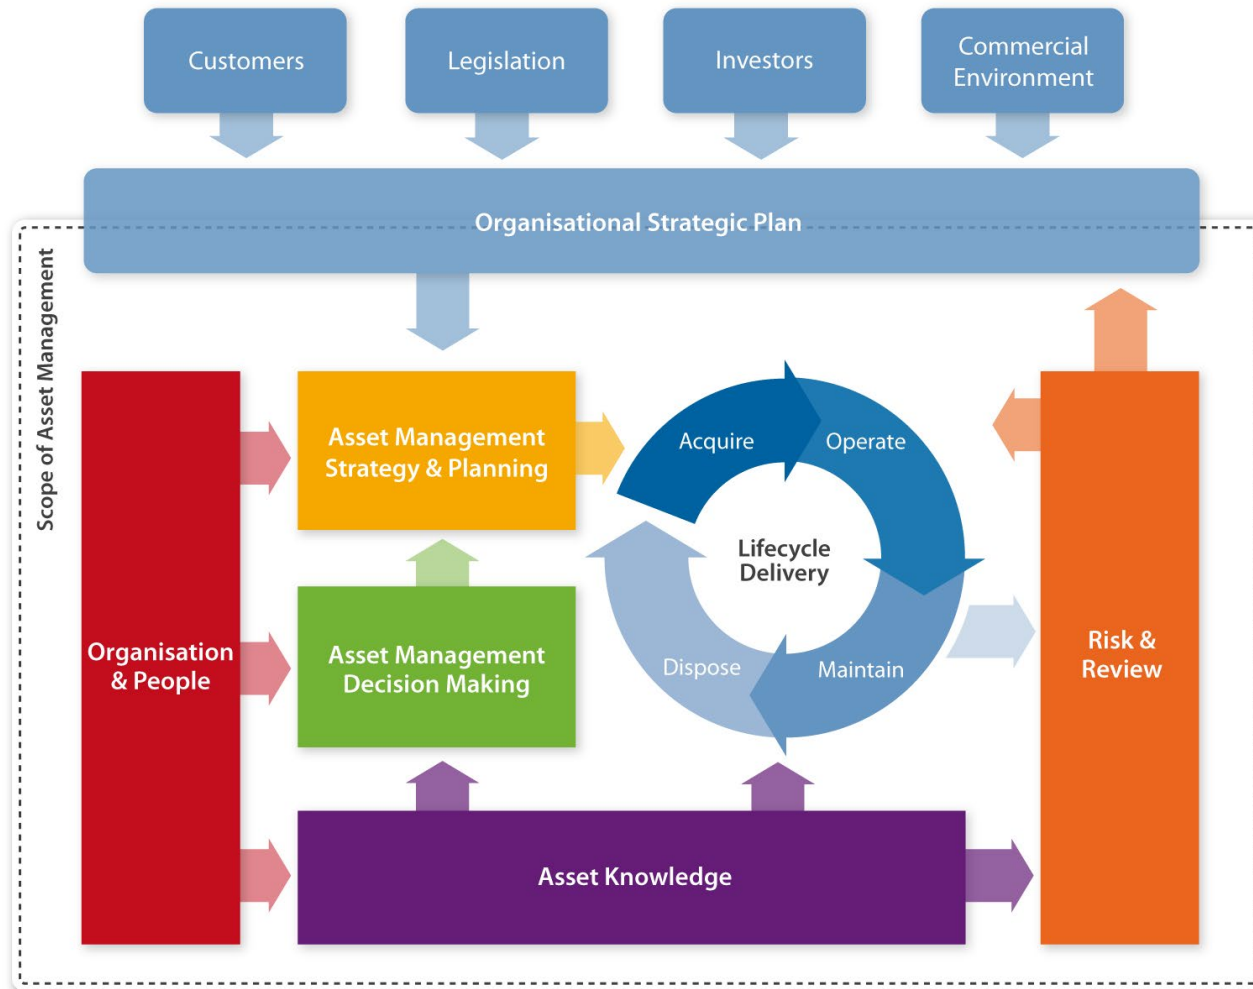 Customers
Legislation
Investors
Commercial
Environment
Organisational Strategic Plan
Scope of Asset Management
Asset Management
Strategy & Planning
Acquire
Operate
Lifecycle
Delivery
Organisation
& People
Asset Management
Decision Making
Dispose
Maintain
Risk &
Review
Asset Knowledge